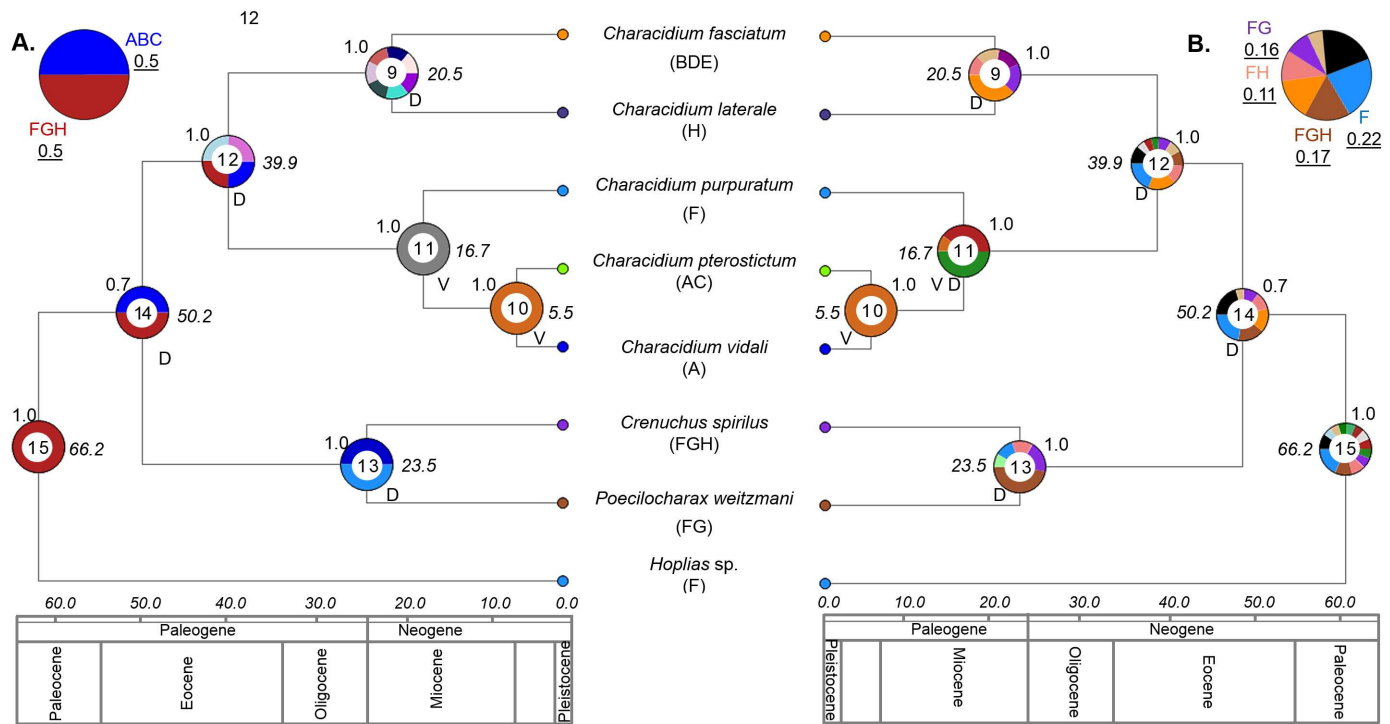 12
A.
ABC
0.5
FGH
0.5
B.
FG
0.16
FH
0.11
FGH
0.17
F
0.22
1.0
9
20.5
D
1.0
12
39.9
D
1.0
11
16.7
V
1.0
10
5.5
V
0.7
14
50.2
D
1.0
15
66.2
1.0
13
23.5
D
Characidium fasciatum
(BDE)
Characidium laterale
(H)
Characidium purpuratum
(F)
Characidium pterostictum
(AC)
Characidium vidali
(A)
Crenuchus spirilus
(FGH)
Poecilocharax weitzmani
(FG)
Hoplias sp.
(F)
20.5
9
1.0
D
39.9
12
1.0
D
16.7
11
1.0
V D
5.5
10
1.0
V
50.2
14
0.7
D
66.2
15
1.0
23.5
13
1.0
D
60.0 50.0 40.0 30.0 20.0 10.0 0.0
Paleogene Neogene
Paleocene
Eocene
Oligocene
Miocene
Pleistocene
0.0 10.0 20.0 30.0 40.0 50.0 60.0
Paleogene Neogene
Pleistocene
Miocene
Oligocene
Eocene
Paleocene